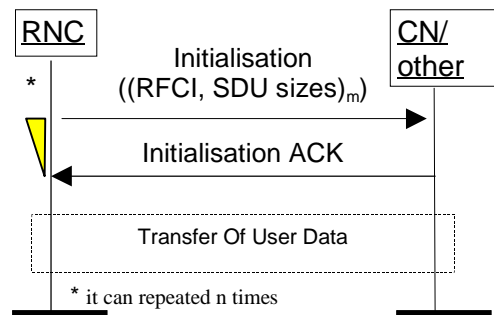 RNC
CN/
other
*
Initialisation
((RFCI, SDU sizes)m)
Initialisation ACK
Transfer Of User Data
* it can repeated n times